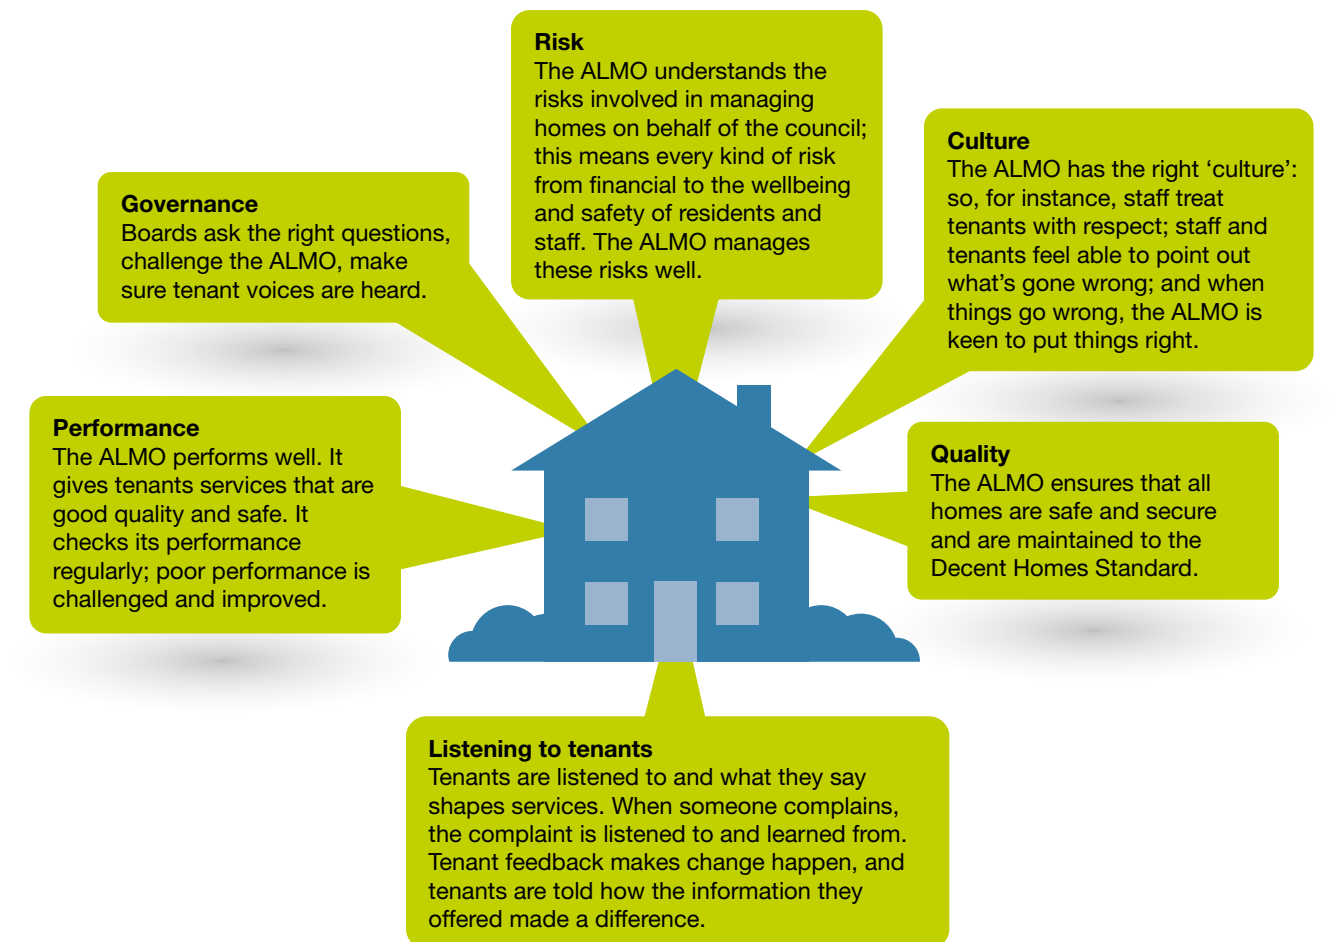 Risk
The ALMO understands the
risks involved in managing
homes on behalf of the council;
this means every kind of risk
from financial to the wellbeing
and safety of residents and
staff. The ALMO manages
these risks well.
Culture
The ALMO has the right ‘culture’:
so, for instance, staff treat
tenants with respect; staff and
tenants feel able to point out
what’s gone wrong; and when
things go wrong, the ALMO is
keen to put things right.
Governance
Boards ask the right questions,
challenge the ALMO, make
sure tenant voices are heard.
Performance
The ALMO performs well. It
gives tenants services that are
good quality and safe. It
checks its performance
regularly; poor performance is
challenged and improved.
Quality
The ALMO ensures that all
homes are safe and secure
and are maintained to the
Decent Homes Standard.
Listening to tenants
Tenants are listened to and what they say
shapes services. When someone complains,
the complaint is listened to and learned from.
Tenant feedback makes change happen, and
tenants are told how the information they
offered made a difference.